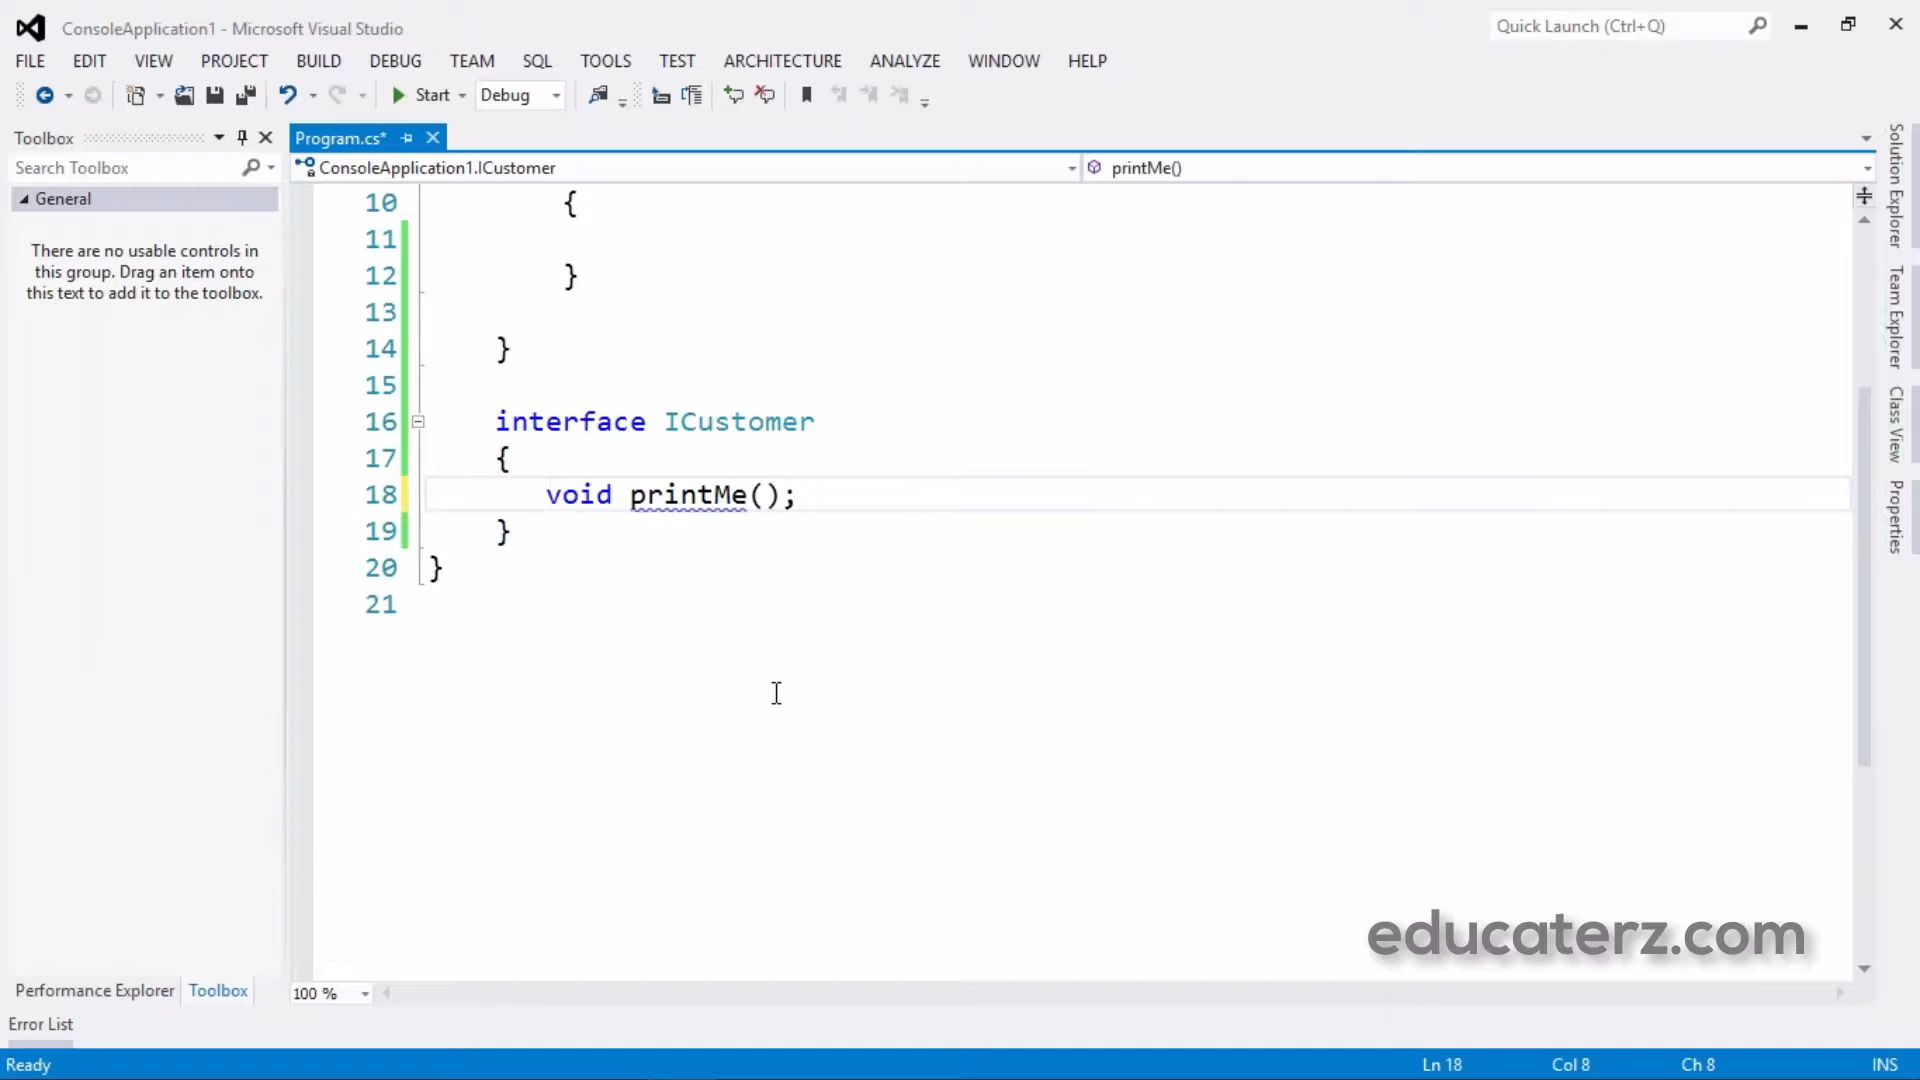 ConsoleApplication1 - Microsoft Visual Studio
Quick Launch (Ctrl+Q)
FILE EDIT VIEW PROJECT BUILD DEBUG TEAM SQL TOOLS TEST ARCHITECTURE ANALYZE WINDOW HELP
Start Debug
Toolbox
Program.cs*
Search Toolbox
ConsoleApplication1.ICustomer
printMe()
General
There are no usable controls in
this group. Drag an item onto
this text to add it to the toolbox.
10 {
11
12 }
13
14 }
15
16 interface ICustomer
17 {
18 void printMe();
19 }
20 }
21
Solution Explorer
Team Explorer
Class View
Properties
educaterz.com
Performance Explorer Toolbox
100 %
Error List
Ready
Ln 18 Col 8 Ch 8 INS